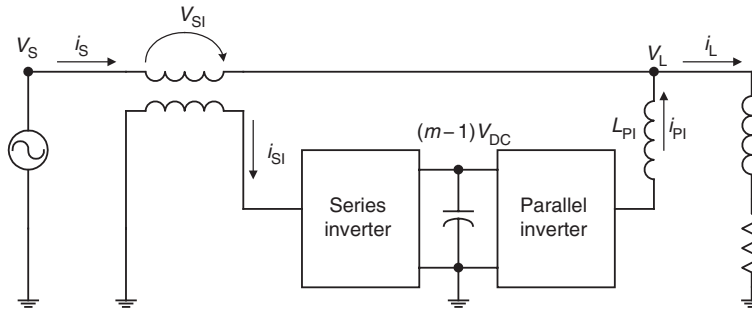 V_SI
V_S
i_S
V_L
i_L
(m−1)V_DC
L_PI
i_PI
i_SI
Series
inverter
Parallel
inverter